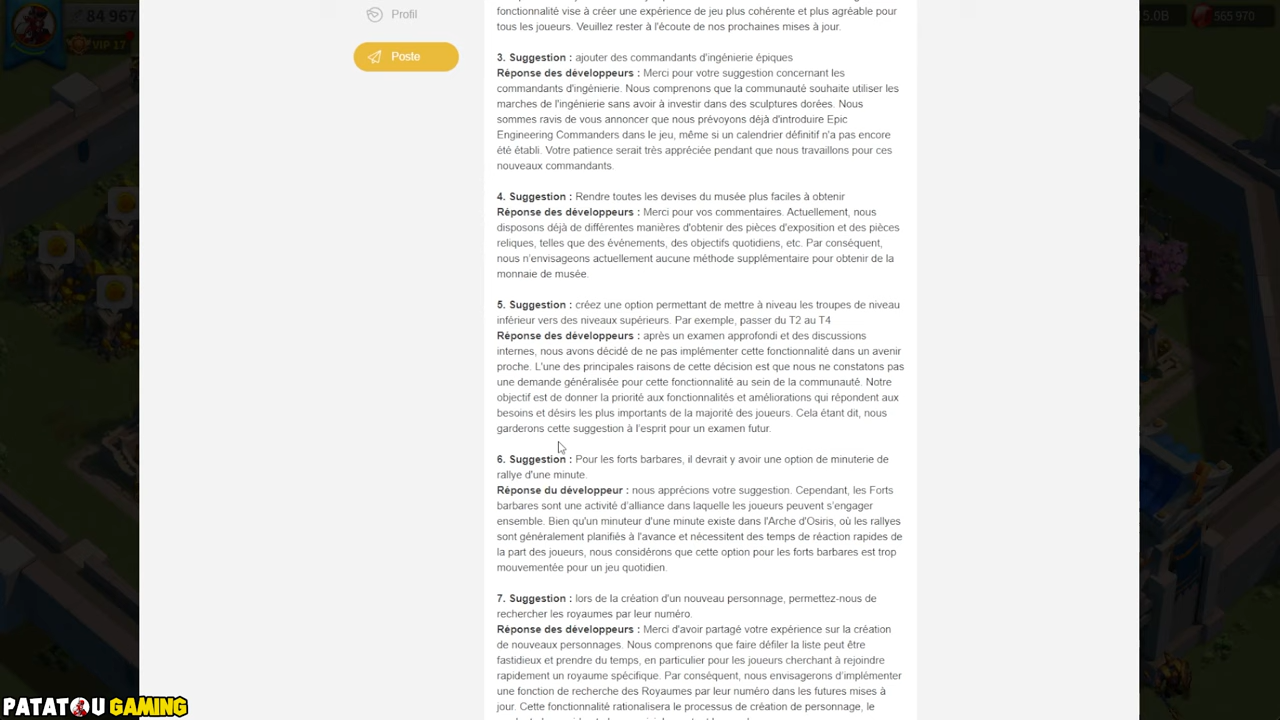 Profil
Poste
84 967
VIP 17
5.0B
565 970
fonctionnalité vise à créer une expérience de jeu plus cohérente et plus agréable pour
tous les joueurs. Veuillez rester à l'écoute de nos prochaines mises à jour.
3. Suggestion : ajouter des commandants d'ingénierie épiques
Réponse des développeurs : Merci pour votre suggestion concernant les
commandants d'ingénierie. Nous comprenons que la communauté souhaite utiliser les
marches de l'ingénierie sans avoir à investir dans des sculptures dorées. Nous
sommes ravis de vous annoncer que nous prévoyons déjà d'introduire Epic
Engineering Commanders dans le jeu, même si un calendrier définitif n'a pas encore
été établi. Votre patience serait très appréciée pendant que nous travaillons pour ces
nouveaux commandants.
4. Suggestion : Rendre toutes les devises du musée plus faciles à obtenir
Réponse des développeurs : Merci pour vos commentaires. Actuellement, nous
disposons déjà de différentes manières d'obtenir des pièces d'exposition et des pièces
reliques, telles que des événements, des objectifs quotidiens, etc. Par conséquent,
nous n'envisageons actuellement aucune méthode supplémentaire pour obtenir de la
monnaie de musée.
5. Suggestion : créez une option permettant de mettre à niveau les troupes de niveau
inférieur vers des niveaux supérieurs. Par exemple, passer du T2 au T4
Réponse des développeurs : après un examen approfondi et des discussions
internes, nous avons décidé de ne pas implémenter cette fonctionnalité dans un avenir
proche. L'une des principales raisons de cette décision est que nous ne constatons pas
une demande généralisée pour cette fonctionnalité au sein de la communauté. Notre
objectif est de donner la priorité aux fonctionnalités et améliorations qui répondent aux
besoins et désirs les plus importants de la majorité des joueurs. Cela étant dit, nous
garderons cette suggestion à l'esprit pour un examen futur.
6. Suggestion : Pour les forts barbares, il devrait y avoir une option de minuterie de
rallye d'une minute.
Réponse du développeur : nous apprécions votre suggestion. Cependant, les Forts
barbares sont une activité d'alliance dans laquelle les joueurs peuvent s'engager
ensemble. Bien qu'un minuteur d'une minute existe dans l'Arche d'Osiris, où les rallyes
sont généralement planifiés à l'avance et nécessitent des temps de réaction rapides de
la part des joueurs, nous considérons que cette option pour les forts barbares est trop
mouvementée pour un jeu quotidien.
7. Suggestion : lors de la création d'un nouveau personnage, permettez-nous de
rechercher les royaumes par leur numéro.
Réponse des développeurs : Merci d'avoir partagé votre expérience sur la création
de nouveaux personnages. Nous comprenons que faire défiler la liste peut être
fastidieux et prendre du temps, en particulier pour les joueurs cherchant à rejoindre
rapidement un royaume spécifique. Par conséquent, nous envisagerons d'implémenter
une fonction de recherche des Royaumes par leur numéro dans les futures mises à
jour. Cette fonctionnalité rationalisera le processus de création de personnage, le
PATATOU GAMING